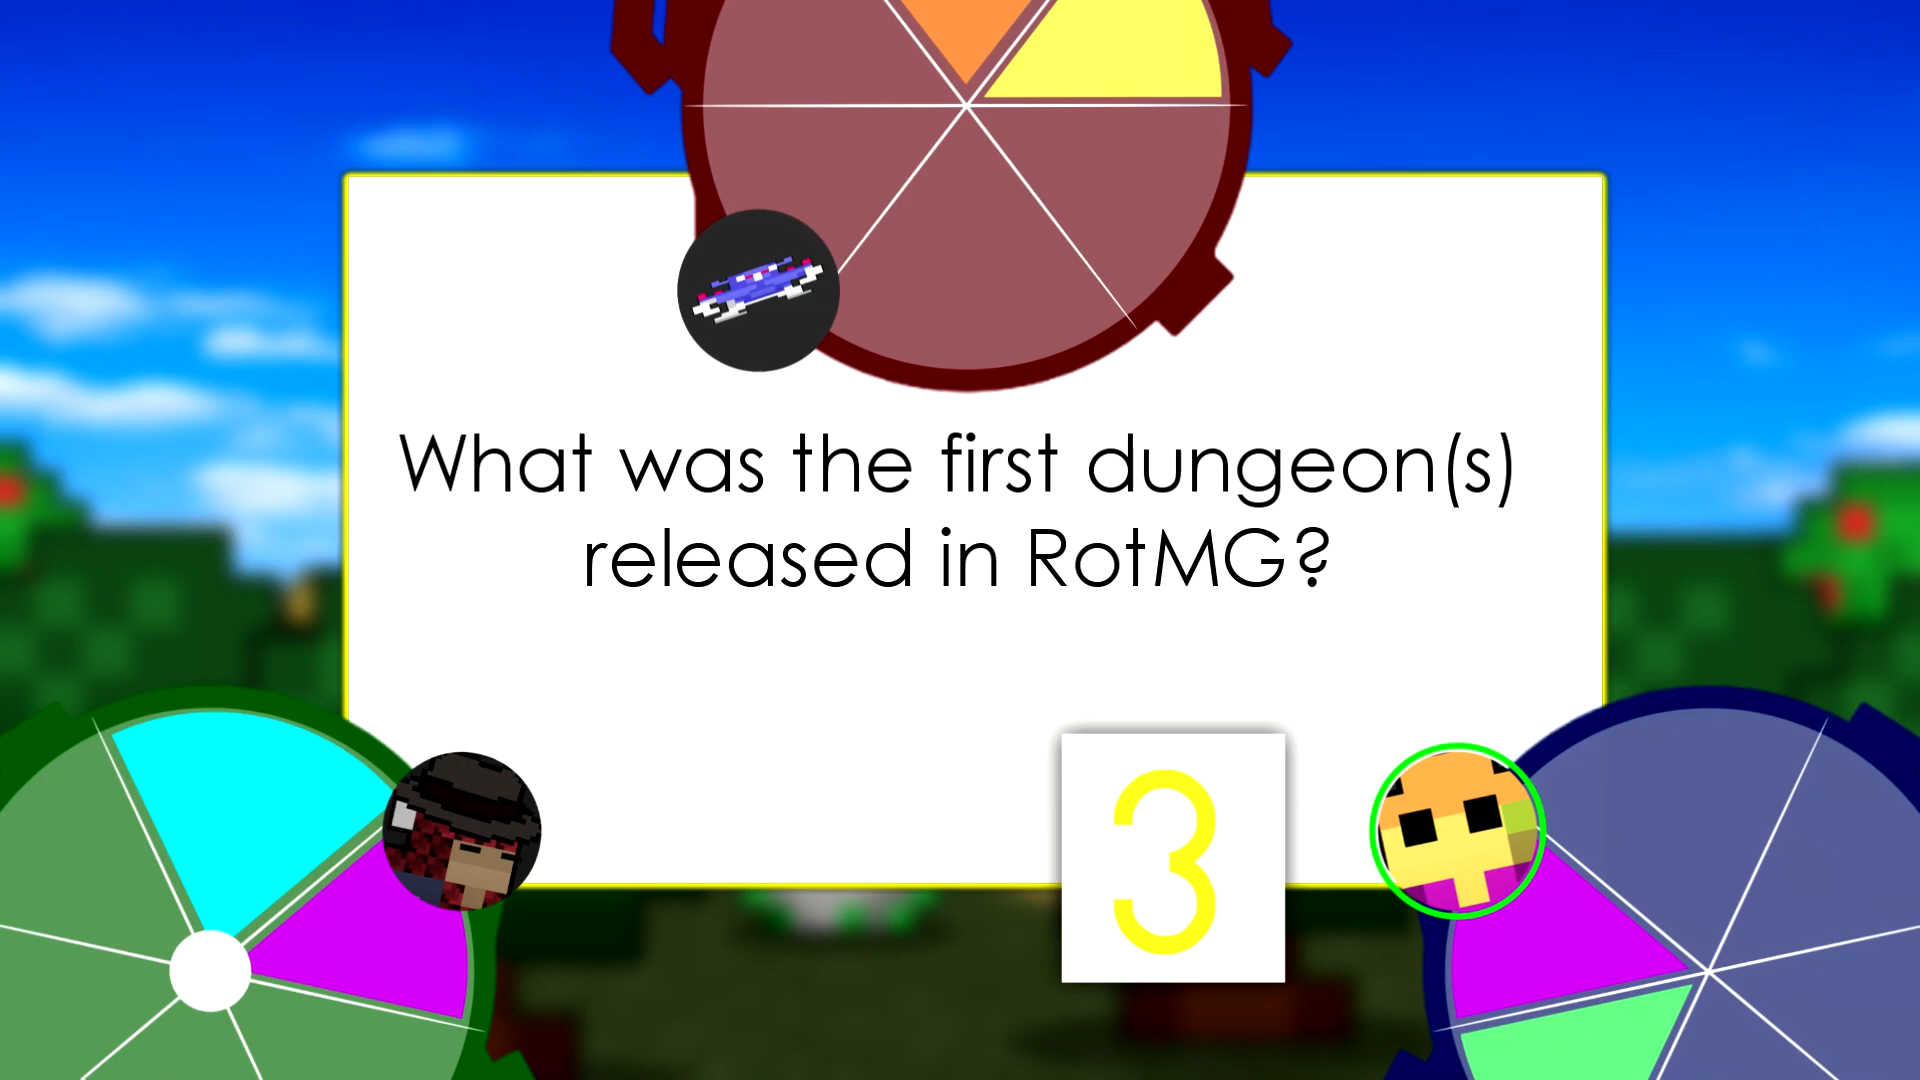 What was the first dungeon(s)
released in RotMG?
3